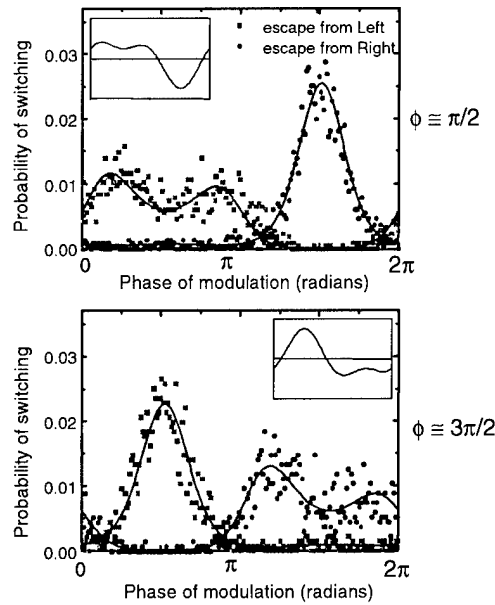 escape from Left
escape from Right
0.03
0.02
0.01
0.00
Probability of switching
0
π
2π
Phase of modulation (radians)
ϕ ≅ π/2
0.03
0.02
0.01
0.00
Probability of switching
0
π
2π
Phase of modulation (radians)
ϕ ≅ 3π/2